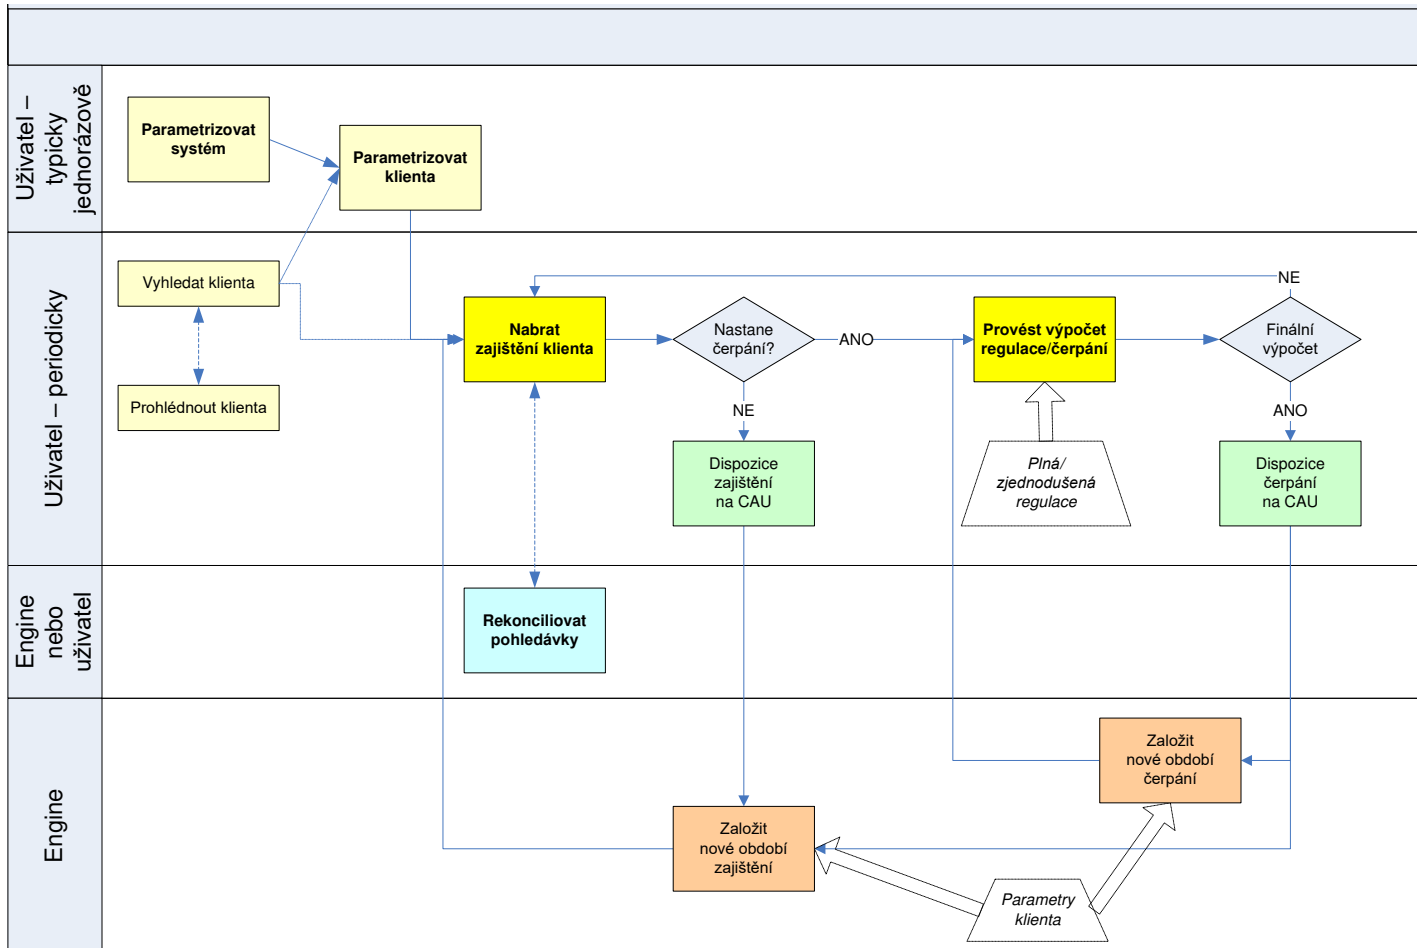 Uživatel –
typicky
jednorázově
Parametrizovat
systém
Parametrizovat
klienta
Uživatel – periodicky
Vyhledat klienta
Prohlédnout klienta
Nabrat
zajištění klienta
Nastane
čerpání?
ANO
NE
Provést výpočet
regulace/čerpání
NE
Finální
výpočet
ANO
Dispozice
zajištění
na CAU
Plná/
zjednodušená
regulace
Dispozice
čerpání
na CAU
Engine
nebo
uživatel
Rekonciliovat
pohledávky
Engine
Založit
nové období
čerpání
Založit
nové období
zajištění
Parametry
klienta